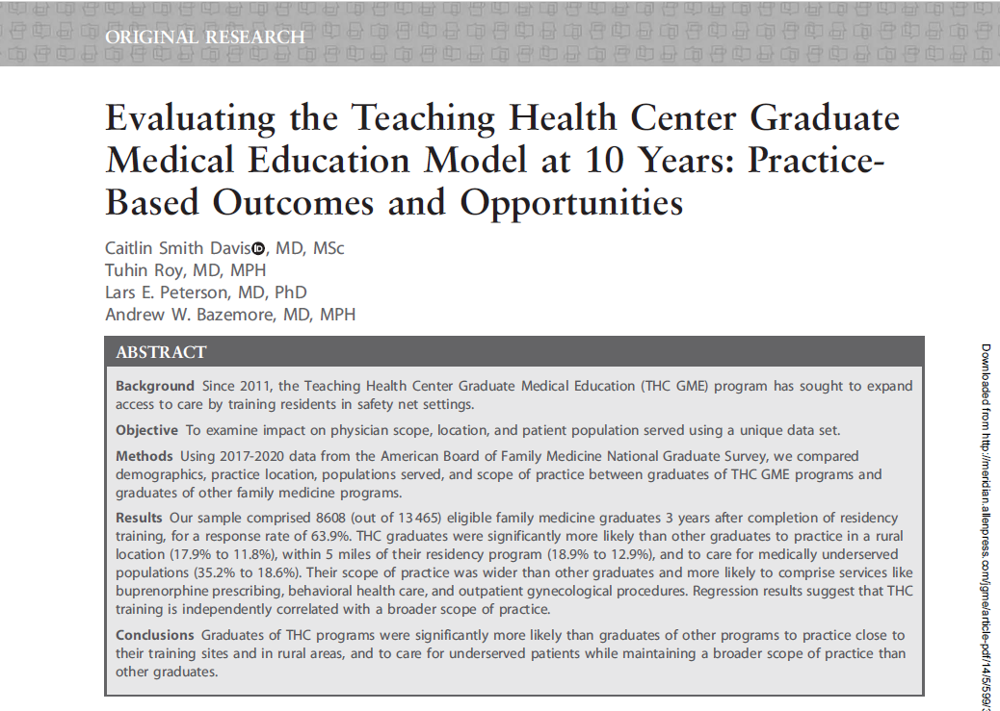 ORIGINAL RESEARCH
Evaluating the Teaching Health Center Graduate
Medical Education Model at 10 Years: Practice-
Based Outcomes and Opportunities
Caitlin Smith Davis iD, MD, MSc
Tuhin Roy, MD, MPH
Lars E. Peterson, MD, PhD
Andrew W. Bazemore, MD, MPH
ABSTRACT
Background Since 2011, the Teaching Health Center Graduate Medical Education (THC GME) program has sought to expand
access to care by training residents in safety net settings.
Objective To examine impact on physician scope, location, and patient population served using a unique data set.
Methods Using 2017-2020 data from the American Board of Family Medicine National Graduate Survey, we compared
demographics, practice location, populations served, and scope of practice between graduates of THC GME programs and
graduates of other family medicine programs.
Results Our sample comprised 8608 (out of 13 465) eligible family medicine graduates 3 years after completion of residency
training, for a response rate of 63.9%. THC graduates were significantly more likely than other graduates to practice in a rural
location (17.9% to 11.8%), within 5 miles of their residency program (18.9% to 12.9%), and to care for medically underserved
populations (35.2% to 18.6%). Their scope of practice was wider than other graduates and more likely to comprise services like
buprenorphine prescribing, behavioral health care, and outpatient gynecological procedures. Regression results suggest that THC
training is independently correlated with a broader scope of practice.
Conclusions Graduates of THC programs were significantly more likely than graduates of other programs to practice close to
their training sites and in rural areas, and to care for underserved patients while maintaining a broader scope of practice than
other graduates.
Downloaded from http://meridian.allenpress.com/jgme/article-pdf/14/5/599/